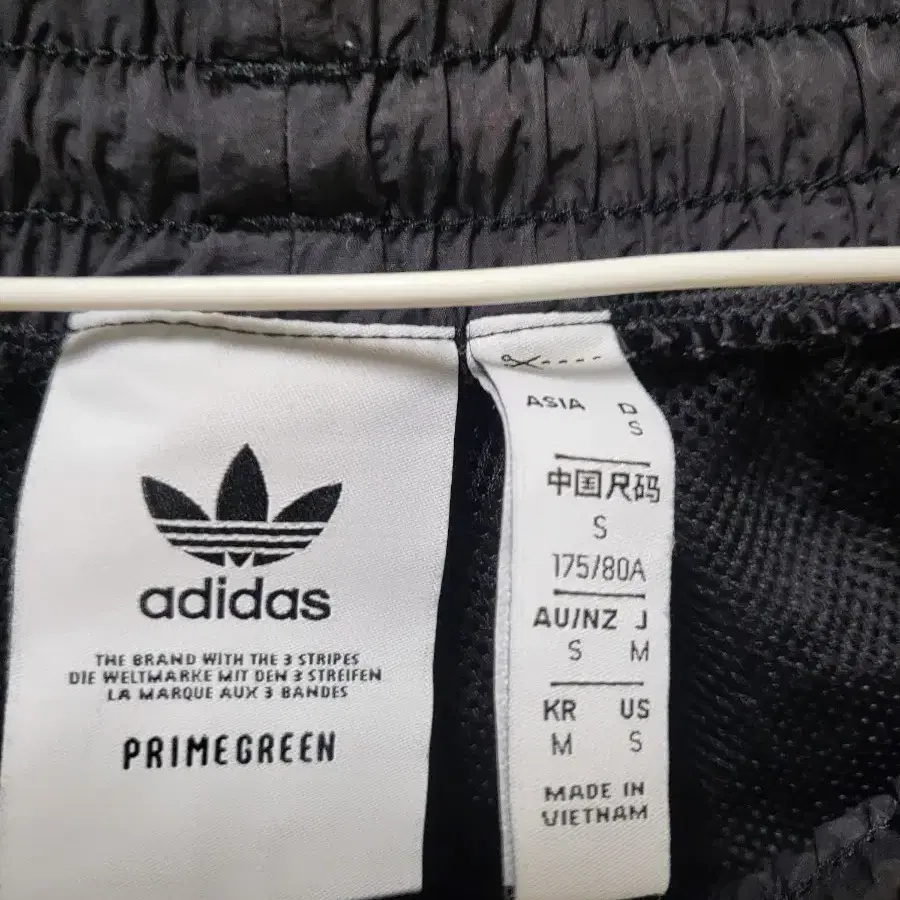 adidas
THE BRAND WITH THE 3 STRIPES
DIE WELTMARKE MIT DEN 3 STREIFEN
LA MARQUE AUX 3 BANDES
PRIMEGREEN
ASIA D
S
中国尺码
S
175/80A
AU/NZ J
S M
KR US
M S
MADE IN
VIETNAM